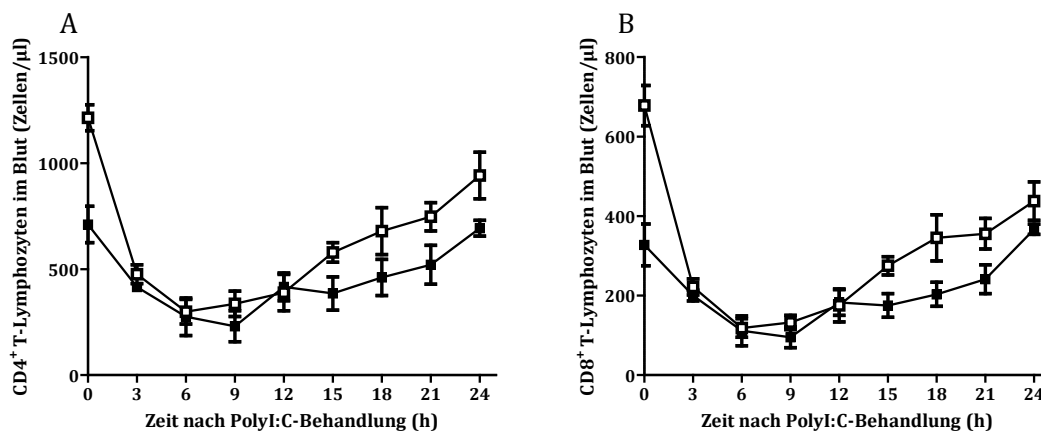 A
CD4⁺ T-Lymphozyten im Blut (Zellen/µl)
1500
1000
500
0
0 3 6 9 12 15 18 21 24
Zeit nach PolyI:C-Behandlung (h)
B
CD8⁺ T-Lymphozyten im Blut (Zellen/µl)
800
600
400
200
0
0 3 6 9 12 15 18 21 24
Zeit nach PolyI:C-Behandlung (h)